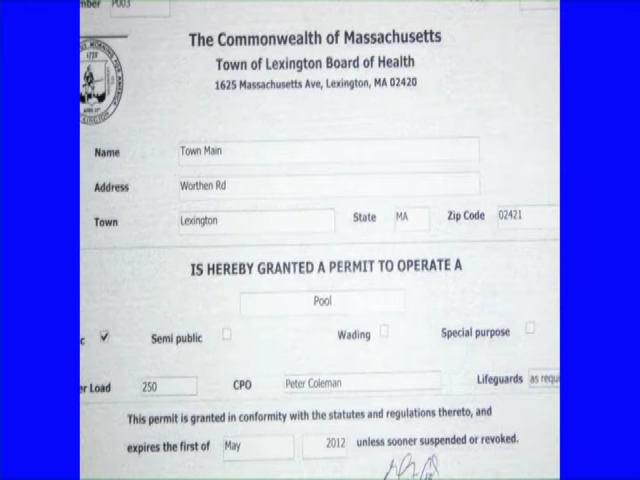 P003
The Commonwealth of Massachusetts
Town of Lexington Board of Health
1625 Massachusetts Ave, Lexington, MA 02420
Name Town Main
Address Worthen Rd
Town Lexington State MA Zip Code 02421
IS HEREBY GRANTED A PERMIT TO OPERATE A
Pool
c Semi public Wading Special purpose
er Load 250 CPO Peter Coleman Lifeguards as requ
This permit is granted in conformity with the statutes and regulations thereto, and
expires the first of May 2012 unless sooner suspended or revoked.